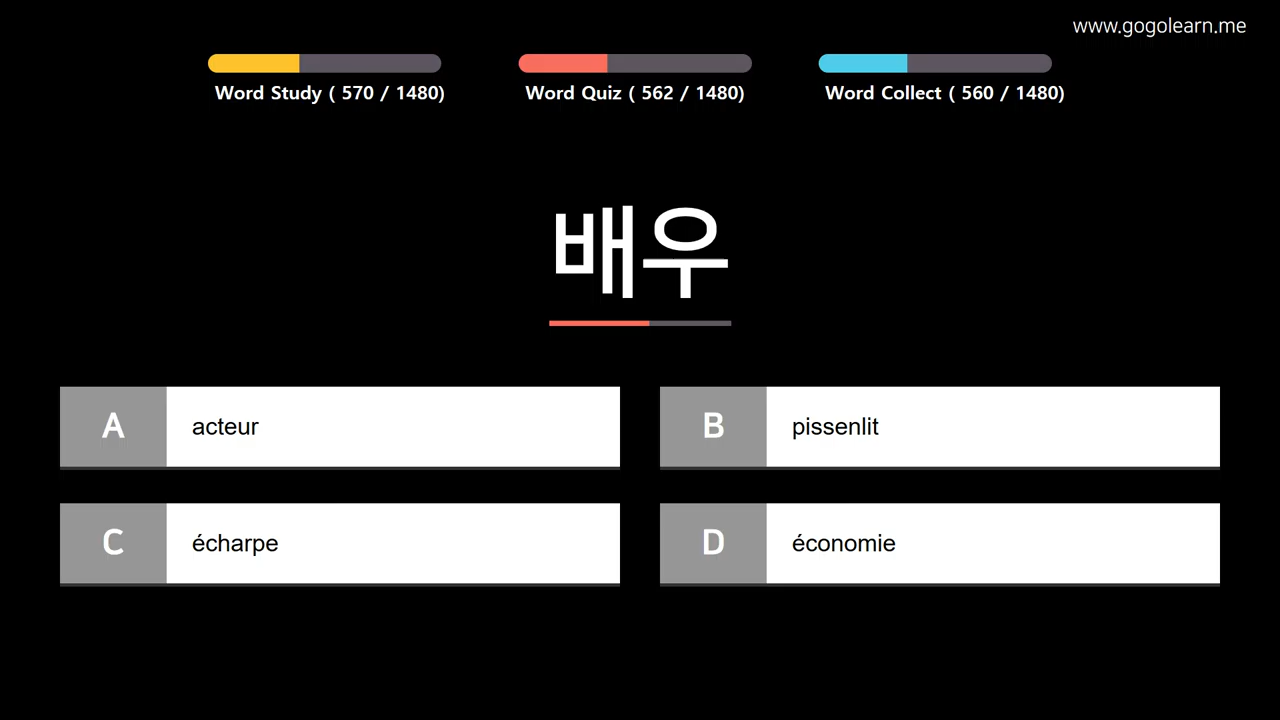 www.gogolearn.me
Word Study ( 570 / 1480)
Word Quiz ( 562 / 1480)
Word Collect ( 560 / 1480)
배우
A acteur
B pissenlit
C écharpe
D économie